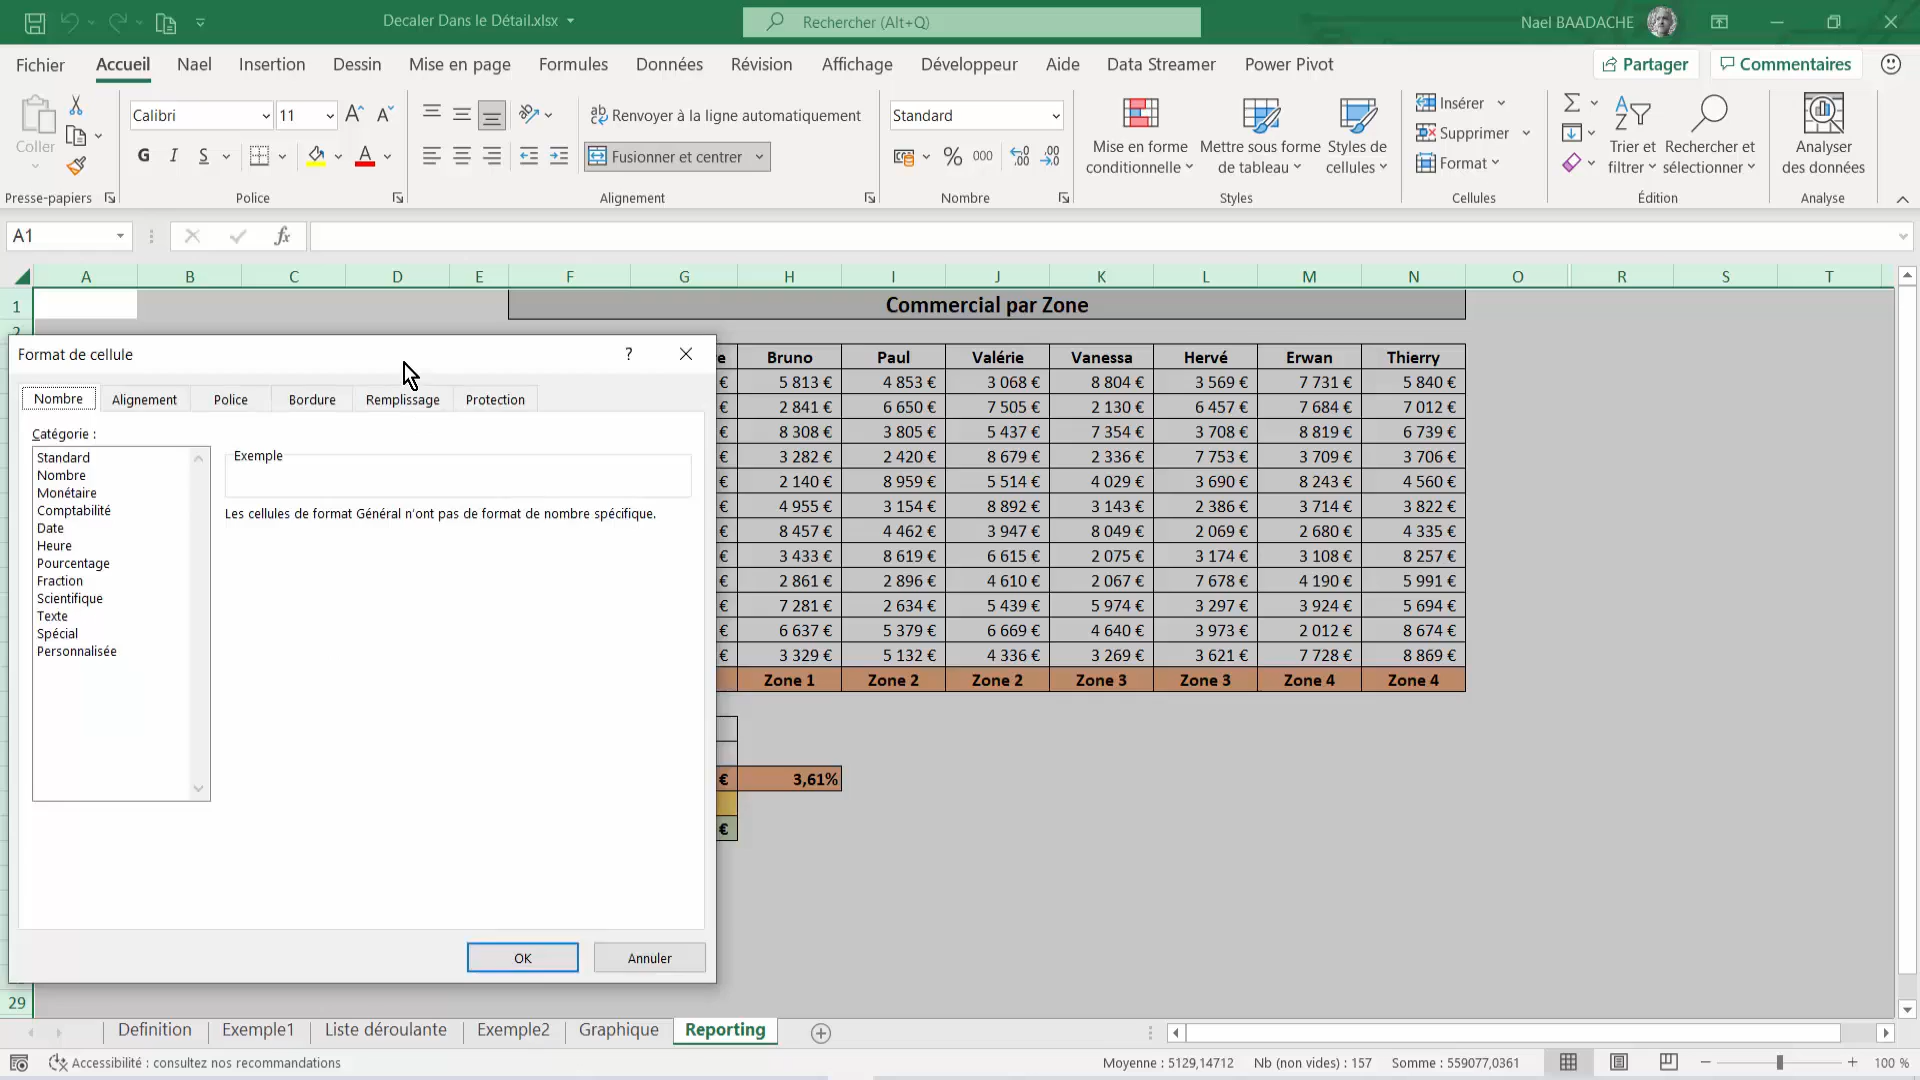 Decaler Dans le Détail.xlsx
Rechercher (Alt+Q)
Nael BAADACHE
Fichier Accueil Nael Insertion Dessin Mise en page Formules Données Révision Affichage Développeur Aide Data Streamer Power Pivot Partager Commentaires
Coller
Calibri 11
Renvoyer à la ligne automatiquement
Standard
G I S
Fusionner et centrer
% 000
Mise en forme conditionnelle
Mettre sous forme de tableau
Styles de cellules
Insérer
Supprimer
Format
Trier et filtrer
Rechercher et sélectionner
Analyser des données
Presse-papiers Police Alignement Nombre Styles Cellules Édition Analyse
A1 fx
A B C D E F G H I J K L M N O R S T
1 Commercial par Zone
2
Format de cellule ?
Nombre Alignement Police Bordure Remplissage Protection
Catégorie :
Standard
Nombre
Monétaire
Comptabilité
Date
Heure
Pourcentage
Fraction
Scientifique
Texte
Spécial
Personnalisée
Exemple
Les cellules de format Général n'ont pas de format de nombre spécifique.
OK Annuler
e Bruno Paul Valérie Vanessa Hervé Erwan Thierry
€ 5 813 € 4 853 € 3 068 € 8 804 € 3 569 € 7 731 € 5 840 €
€ 2 841 € 6 650 € 7 505 € 2 130 € 6 457 € 7 684 € 7 012 €
€ 8 308 € 3 805 € 5 437 € 7 354 € 3 708 € 8 819 € 6 739 €
€ 3 282 € 2 420 € 8 679 € 2 336 € 7 753 € 3 709 € 3 706 €
€ 2 140 € 8 959 € 5 514 € 4 029 € 3 690 € 8 243 € 4 560 €
€ 4 955 € 3 154 € 8 892 € 3 143 € 2 386 € 3 714 € 3 822 €
€ 8 457 € 4 462 € 3 947 € 8 049 € 2 069 € 2 680 € 4 335 €
€ 3 433 € 8 619 € 6 615 € 2 075 € 3 174 € 3 108 € 8 257 €
€ 2 861 € 2 896 € 4 610 € 2 067 € 7 678 € 4 190 € 5 991 €
€ 7 281 € 2 634 € 5 439 € 5 974 € 3 297 € 3 924 € 5 694 €
€ 6 637 € 5 379 € 6 669 € 4 640 € 3 973 € 2 012 € 8 674 €
€ 3 329 € 5 132 € 4 336 € 3 269 € 3 621 € 7 728 € 8 869 €
Zone 1 Zone 2 Zone 2 Zone 3 Zone 3 Zone 4 Zone 4
€ 3,61%
€
29
Definition Exemple1 Liste déroulante Exemple2 Graphique Reporting
Accessibilité : consultez nos recommandations
Moyenne : 5129,14712 Nb (non vides) : 157 Somme : 559077,0361 100 %